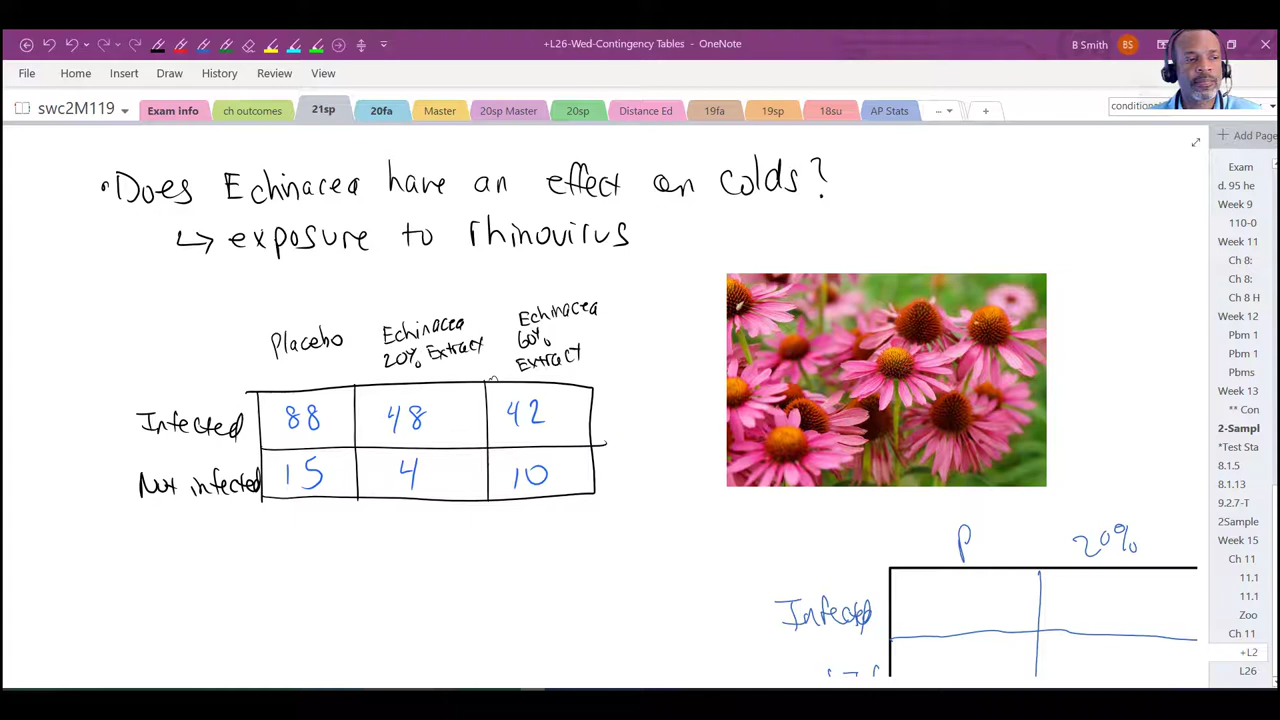 +L26-Wed-Contingency Tables - OneNote
B Smith
BS
File Home Insert Draw History Review View
swc2M119
Exam info
ch outcomes
21sp
20fa
Master
20sp Master
20sp
Distance Ed
19fa
19sp
18su
AP Stats
condition
Add Page
Does Echinacea have an effect on colds?
↳ exposure to rhinovirus
Placebo
Echinacea
20% Extract
Echinacea
60%
Extract
Infected 88 48 42
Not infected 15 4 10
P 20%
Infected
Exam
d. 95 he
Week 9
110-0
Week 11
Ch 8:
Ch 8:
Ch 8 H
Week 12
Pbm 1
Pbm 1
Pbms
Week 13
** Con
2-Sampl
*Test Sta
8.1.5
8.1.13
9.2.7-T
2Sample
Week 15
Ch 11
11.1
11.1
Zoo
Ch 11
+L2
L26